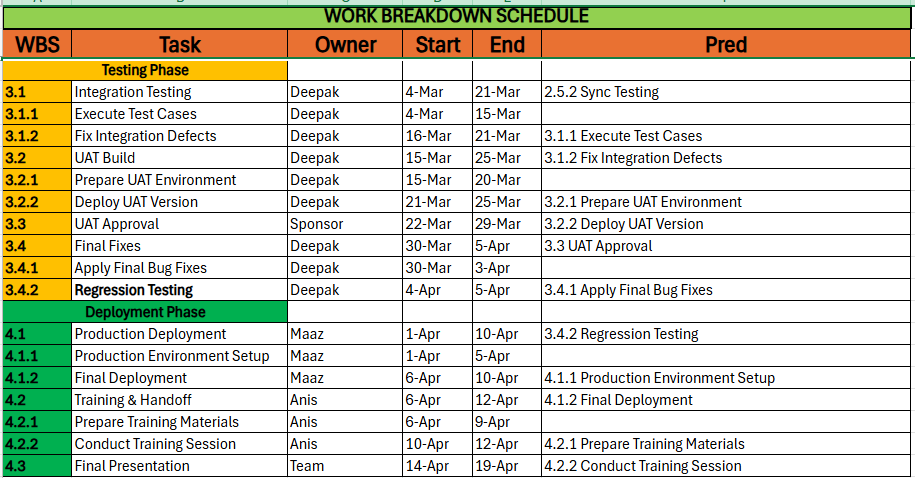 WORK BREAKDOWN SCHEDULE
WBS Task Owner Start End Pred
Testing Phase
3.1 Integration Testing Deepak 4-Mar 21-Mar 2.5.2 Sync Testing
3.1.1 Execute Test Cases Deepak 4-Mar 15-Mar
3.1.2 Fix Integration Defects Deepak 16-Mar 21-Mar 3.1.1 Execute Test Cases
3.2 UAT Build Deepak 15-Mar 25-Mar 3.1.2 Fix Integration Defects
3.2.1 Prepare UAT Environment Deepak 15-Mar 20-Mar
3.2.2 Deploy UAT Version Deepak 21-Mar 25-Mar 3.2.1 Prepare UAT Environment
3.3 UAT Approval Sponsor 22-Mar 29-Mar 3.2.2 Deploy UAT Version
3.4 Final Fixes Deepak 30-Mar 5-Apr 3.3 UAT Approval
3.4.1 Apply Final Bug Fixes Deepak 30-Mar 3-Apr
3.4.2 Regression Testing Deepak 4-Apr 5-Apr 3.4.1 Apply Final Bug Fixes
Deployment Phase
4.1 Production Deployment Maaz 1-Apr 10-Apr 3.4.2 Regression Testing
4.1.1 Production Environment Setup Maaz 1-Apr 5-Apr
4.1.2 Final Deployment Maaz 6-Apr 10-Apr 4.1.1 Production Environment Setup
4.2 Training & Handoff Anis 6-Apr 12-Apr 4.1.2 Final Deployment
4.2.1 Prepare Training Materials Anis 6-Apr 9-Apr
4.2.2 Conduct Training Session Anis 10-Apr 12-Apr 4.2.1 Prepare Training Materials
4.3 Final Presentation Team 14-Apr 19-Apr 4.2.2 Conduct Training Session